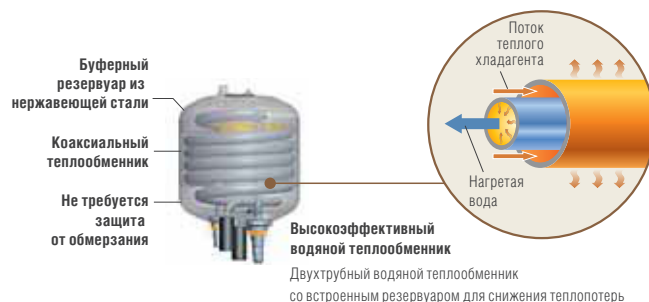 Буферный
резервуар из
нержавеющей стали
Коаксиальный
теплообменник
Не требуется
защита
от обмерзания
Поток
теплого
хладагента
Нагретая
вода
Высокоэффективный
водяной теплообменник
Двухтрубный водяной теплообменник
со встроенным резервуаром для снижения теплопотерь